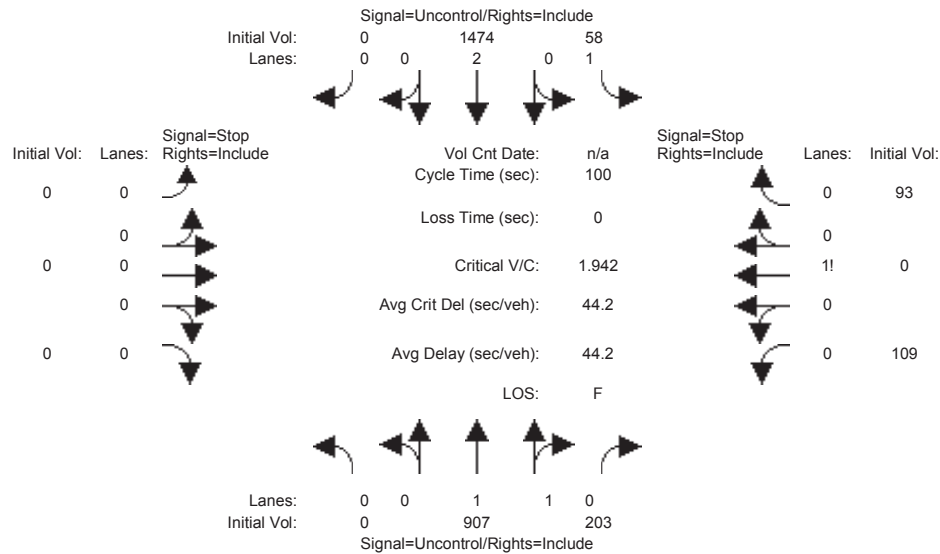 Signal=Uncontrol/Rights=Include
Initial Vol: 0 1474 58
Lanes: 0 0 2 0 1
Signal=Stop Signal=Stop
Initial Vol: Lanes: Rights=Include Vol Cnt Date: n/a Rights=Include Lanes: Initial Vol:
Cycle Time (sec): 100
0 0 0 93
Loss Time (sec): 0
0 0
0 0 Critical V/C: 1.942 1! 0
0 Avg Crit Del (sec/veh): 44.2 0
0 0 Avg Delay (sec/veh): 44.2 0 109
LOS: F
Lanes: 0 0 1 1 0
Initial Vol: 0 907 203
Signal=Uncontrol/Rights=Include